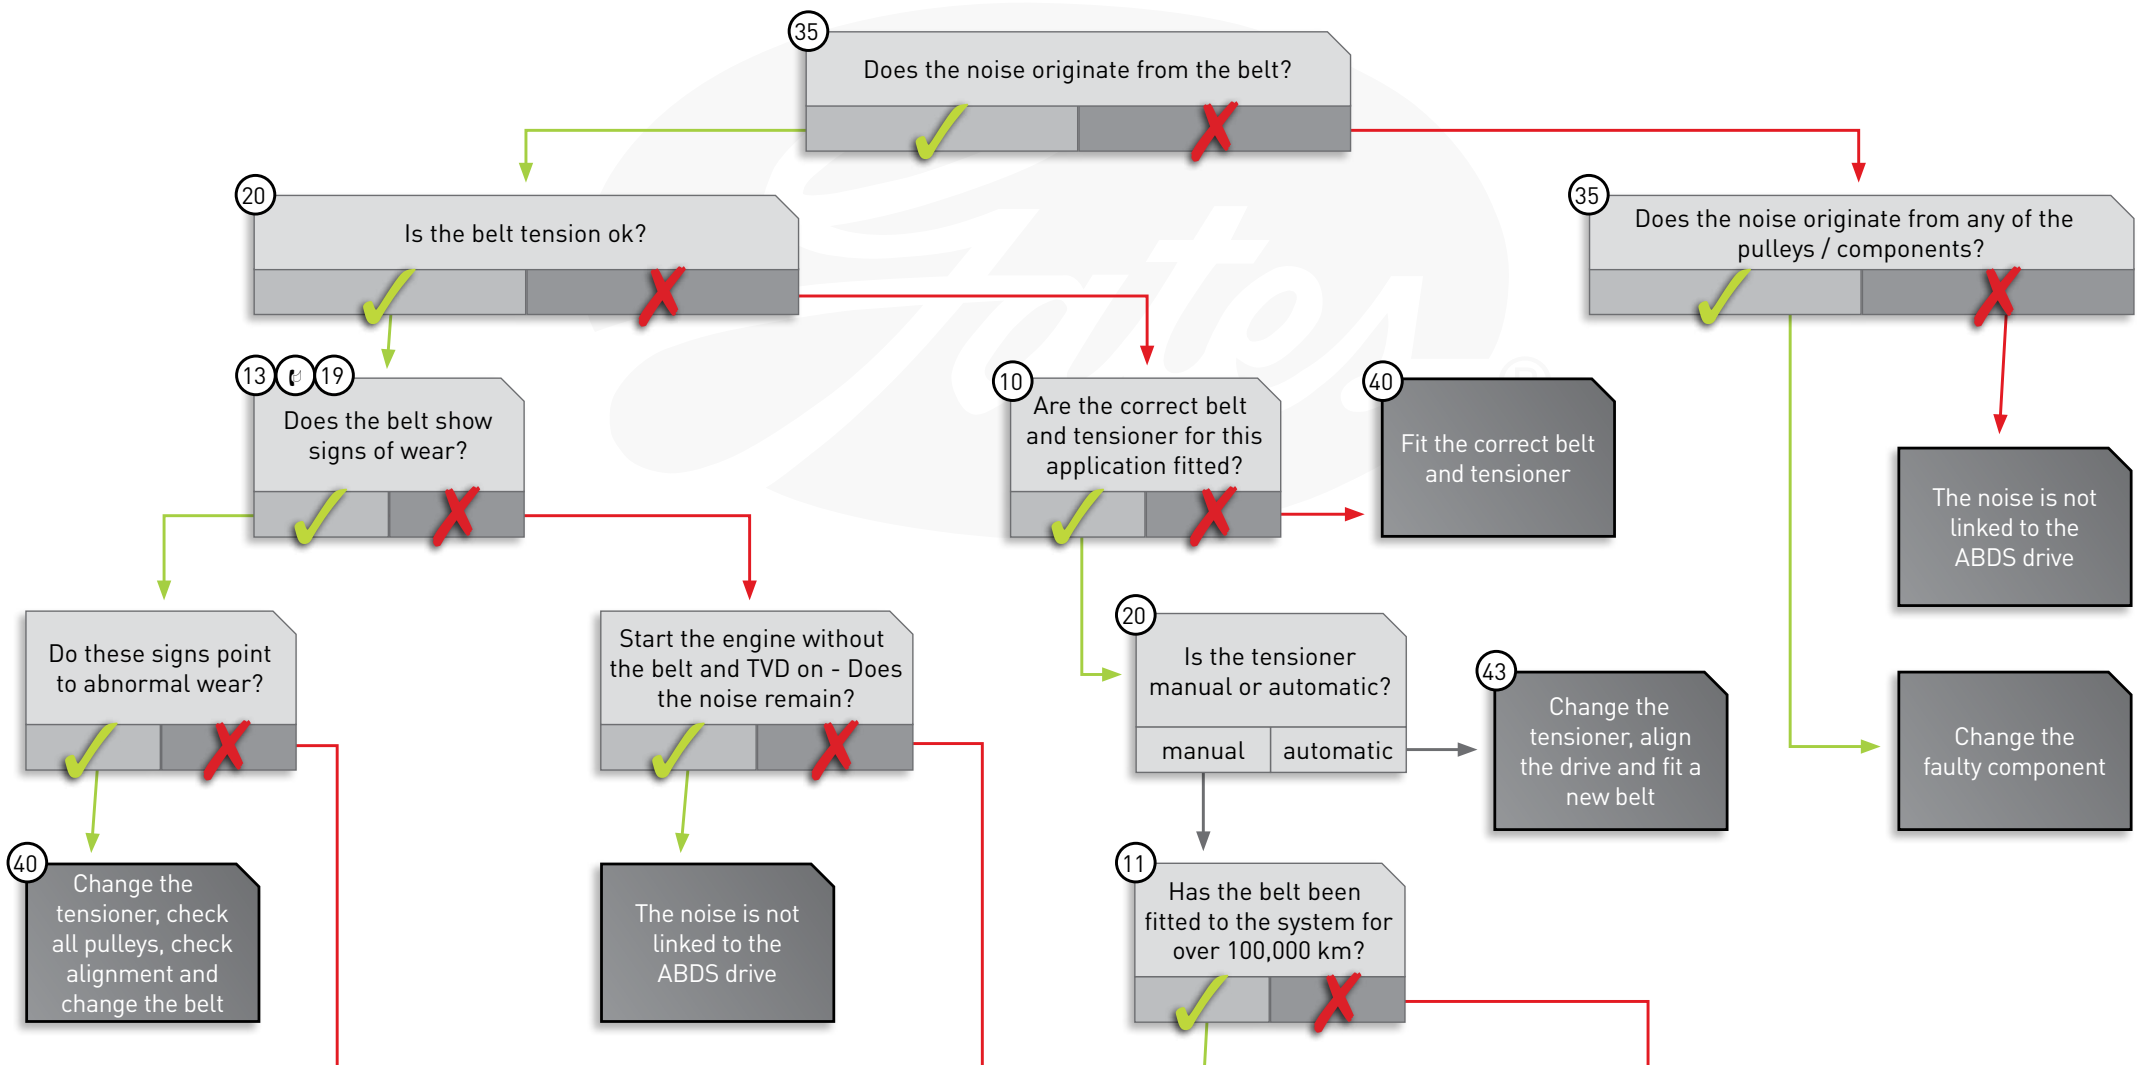 35
Does the noise originate from the belt?
20
Is the belt tension ok?
35
Does the noise originate from any of the
pulleys / components?
13
19
Does the belt show
signs of wear?
10
Are the correct belt
and tensioner for this
application fitted?
40
Fit the correct belt
and tensioner
The noise is not
linked to the
ABDS drive
Do these signs point
to abnormal wear?
Start the engine without
the belt and TVD on - Does
the noise remain?
20
Is the tensioner
manual or automatic?
manual
automatic
43
Change the
tensioner, align
the drive and fit a
new belt
Change the
faulty component
40
Change the
tensioner, check
all pulleys, check
alignment and
change the belt
The noise is not
linked to the
ABDS drive
11
Has the belt been
fitted to the system for
over 100,000 km?
Gates ®